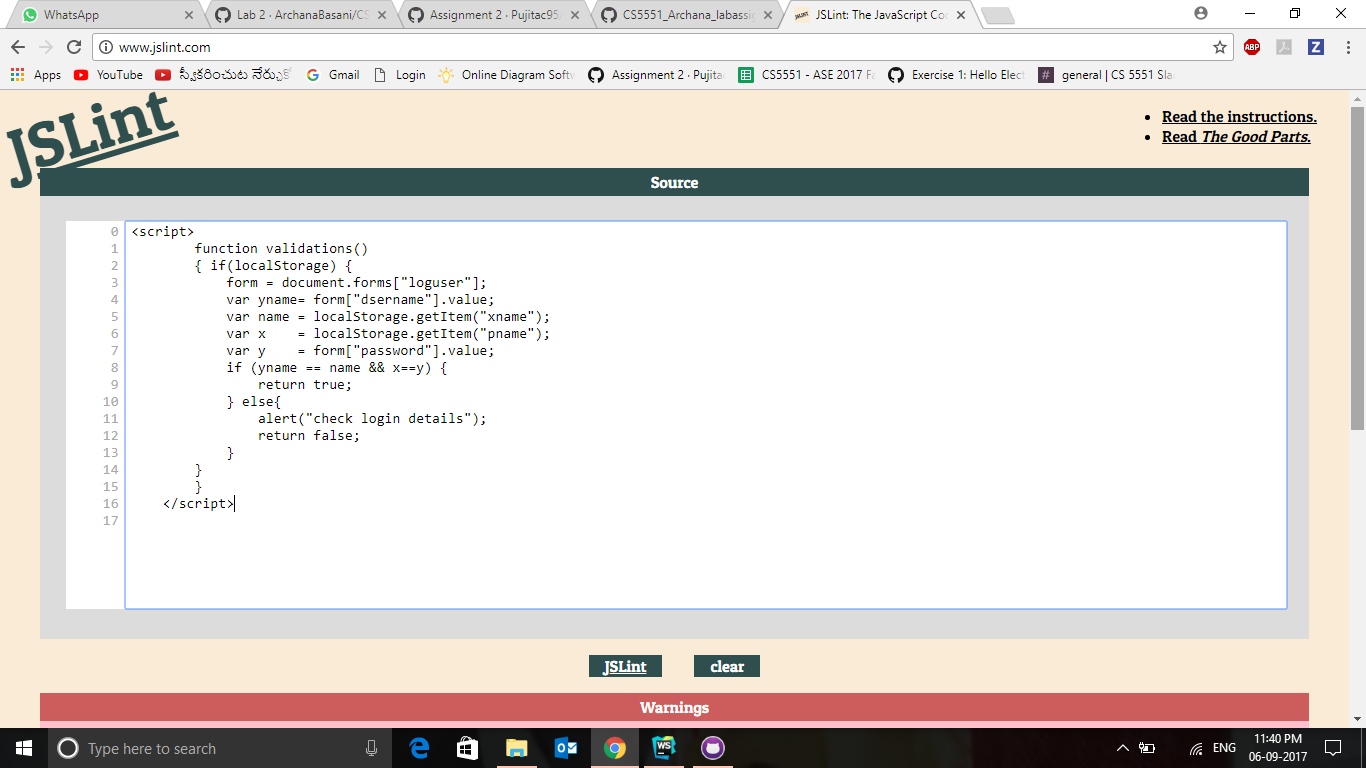 WhatsApp
Lab 2 · ArchanaBasani/CS
Assignment 2 · Pujitac95
CS5551_Archana_labassig
JSLint: The JavaScript Co
www.jslint.com
ABP
Z
Apps
YouTube
స్వీకరించుట నేర్చుకో
Gmail
Login
Online Diagram Softw
Assignment 2 · Pujita
CS5551 - ASE 2017 F
Exercise 1: Hello Elect
general | CS 5551 Sla
JSLint
Read the instructions.
Read The Good Parts.
Source
0 <script>
1 function validations()
2 { if(localStorage) {
3 form = document.forms["loguser"];
4 var yname= form["dsername"].value;
5 var name = localStorage.getItem("xname");
6 var x    = localStorage.getItem("pname");
7 var y    = form["password"].value;
8 if (yname == name && x==y) {
9 return true;
10 } else{
11 alert("check login details");
12 return false;
13 }
14 }
15 }
16 </script>
17
JSLint
clear
Warnings
Type here to search
WS
ENG
11:40 PM
06-09-2017